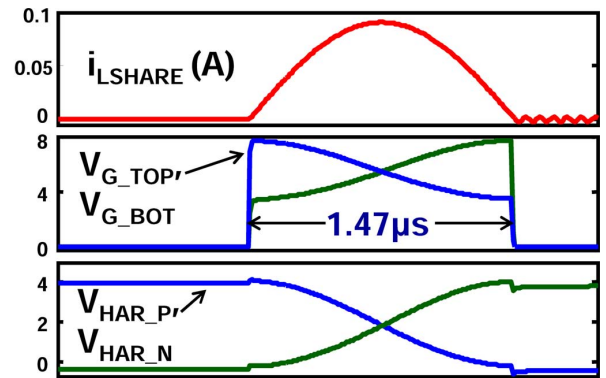 0.1
0.05
0
iLSHARE (A)
8
4
0
VG_TOP,
VG_BOT
1.47µs
4
2
0
VHAR_P,
VHAR_N